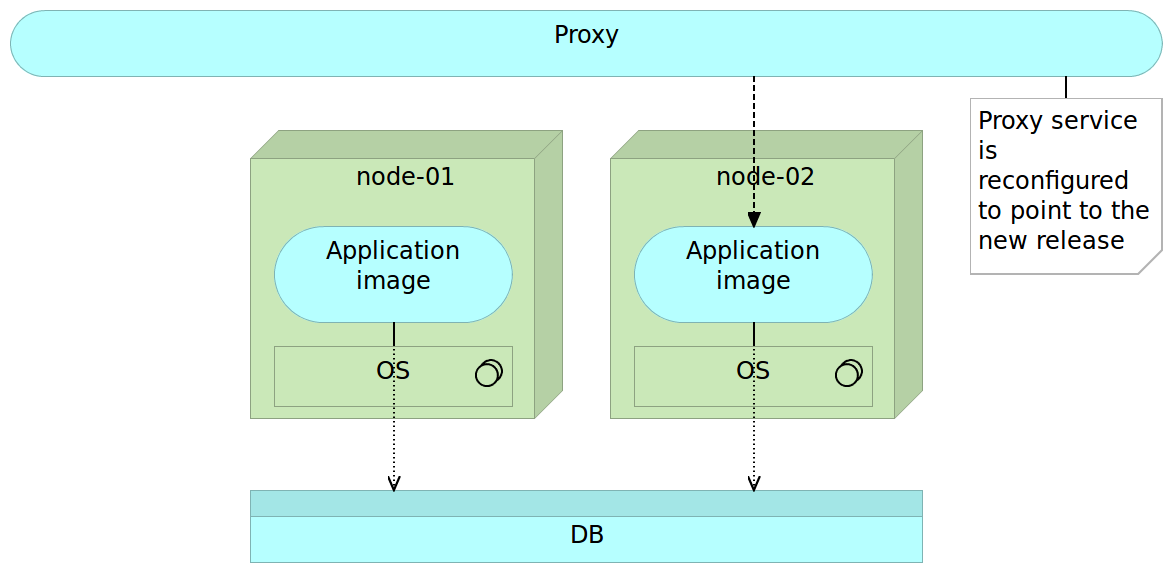 Proxy
Proxy service
is
reconfigured
to point to the
new release
node-01
node-02
Application
image
Application
image
OS
OS
DB